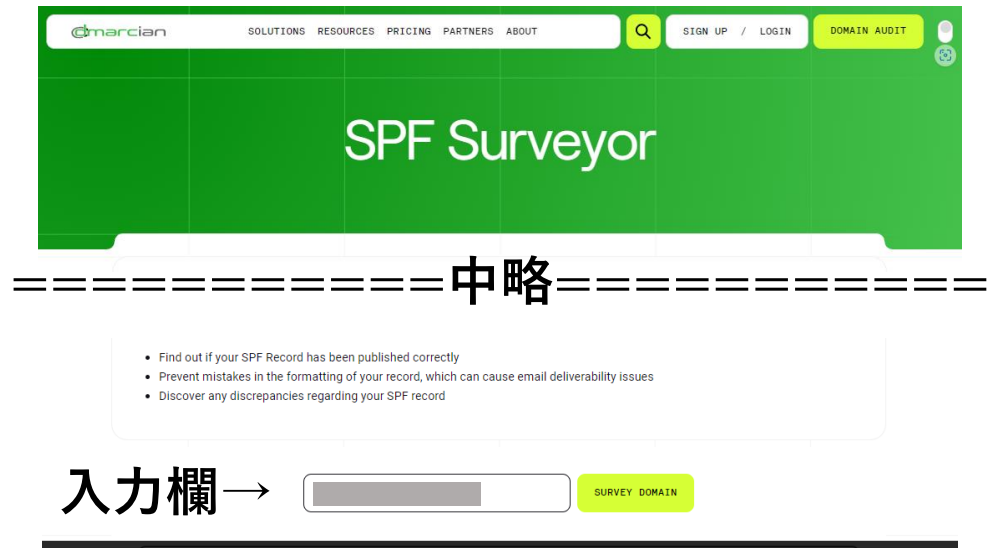 dmarcian
SOLUTIONS RESOURCES PRICING PARTNERS ABOUT
SIGN UP / LOGIN
DOMAIN AUDIT
SPF Surveyor
===========中略===========
• Find out if your SPF Record has been published correctly
• Prevent mistakes in the formatting of your record, which can cause email deliverability issues
• Discover any discrepancies regarding your SPF record
入力欄→
SURVEY DOMAIN